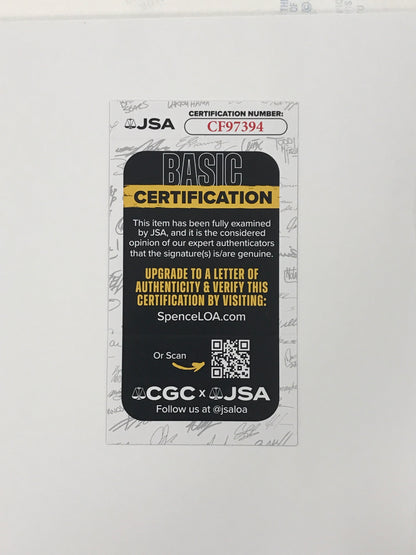 JSA
CERTIFICATION NUMBER:
CF97394
BASIC
CERTIFICATION
This item has been fully examined
by JSA, and it is the considered
opinion of our expert authenticators
that the signature(s) is/are genuine.
UPGRADE TO A LETTER OF
AUTHENTICITY & VERIFY THIS
CERTIFICATION BY VISITING:
SpenceLOA.com
Or Scan
CGC x JSA
Follow us at @jsaloa